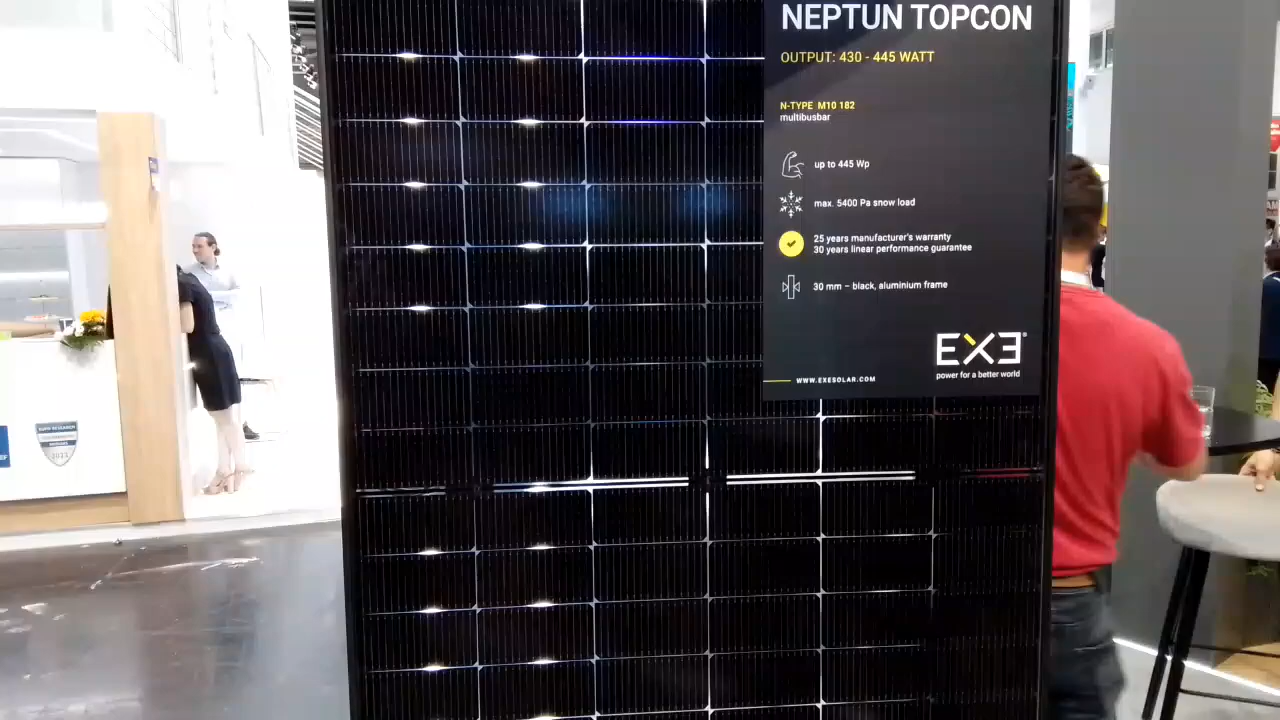 NEPTUN TOPCON
OUTPUT: 430 - 445 WATT
N-TYPE M10 182
multibusbar
up to 445 Wp
max. 5400 Pa snow load
25 years manufacturer's warranty
30 years linear performance guarantee
30 mm – black, aluminium frame
EXE®
power for a better world
WWW.EXESOLAR.COM
2022